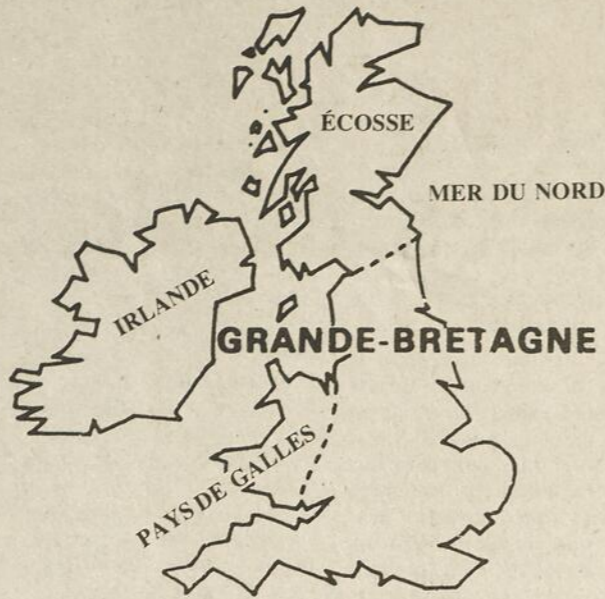 ÉCOSSE
MER DU NORD
IRLANDE
GRANDE-BRETAGNE
PAYS DE GALLES